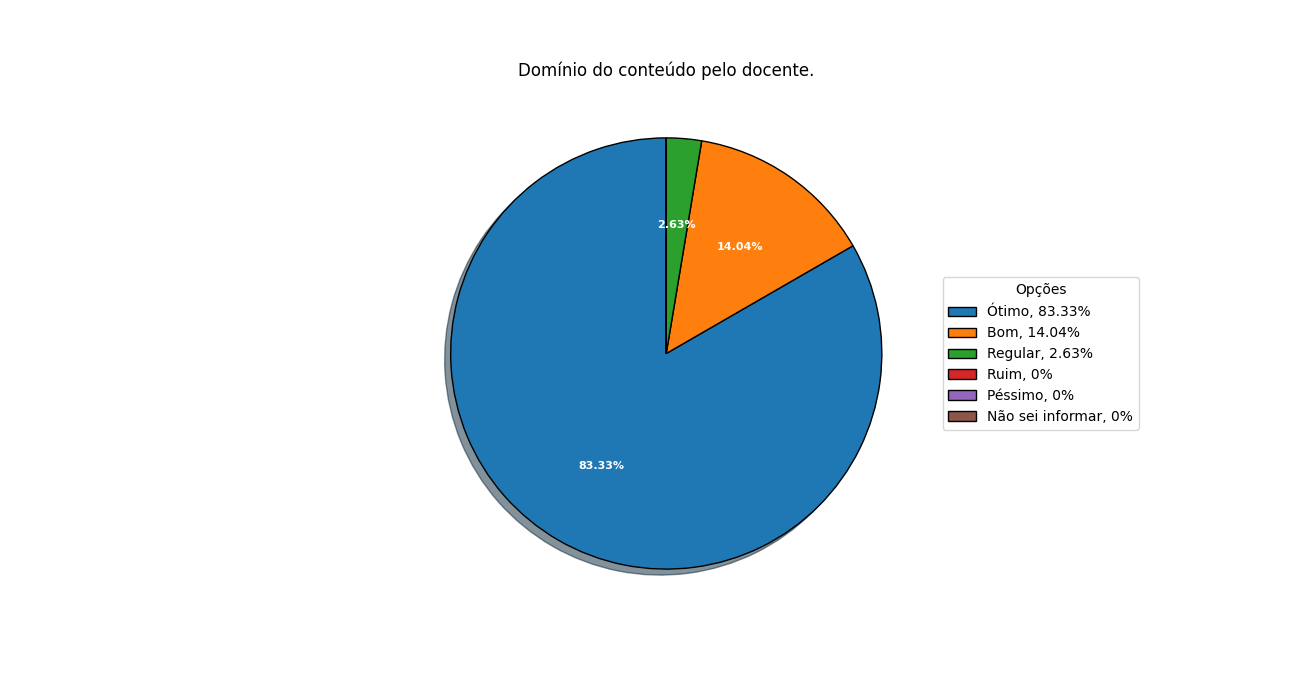 Domínio do conteúdo pelo docente.
2.63%
14.04%
83.33%
Opções
Ótimo, 83.33%
Bom, 14.04%
Regular, 2.63%
Ruim, 0%
Péssimo, 0%
Não sei informar, 0%